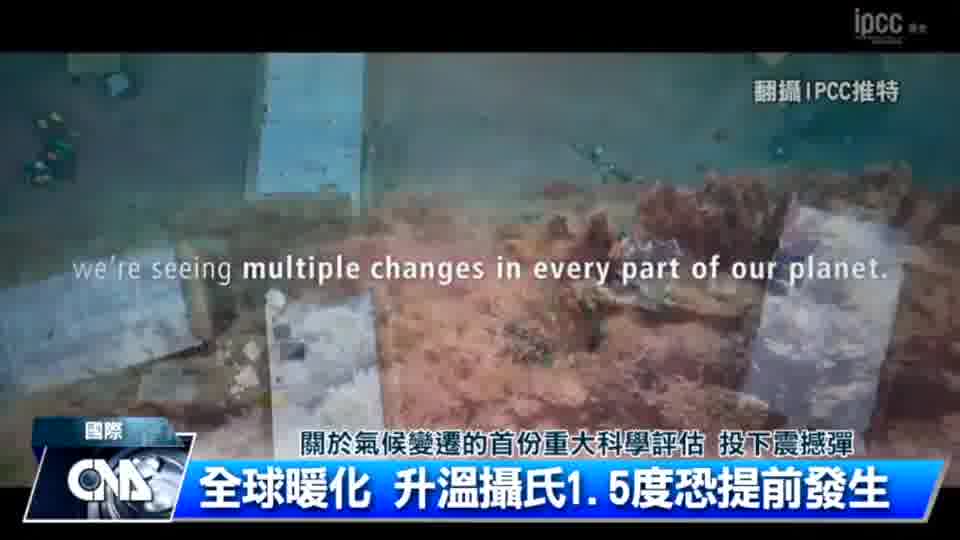 ipcc
翻攝IPCC推特
we're seeing multiple changes in every part of our planet.
國際
關於氣候變遷的首份重大科學評估 投下震撼彈
CNA
全球暖化 升溫攝氏1.5度恐提前發生